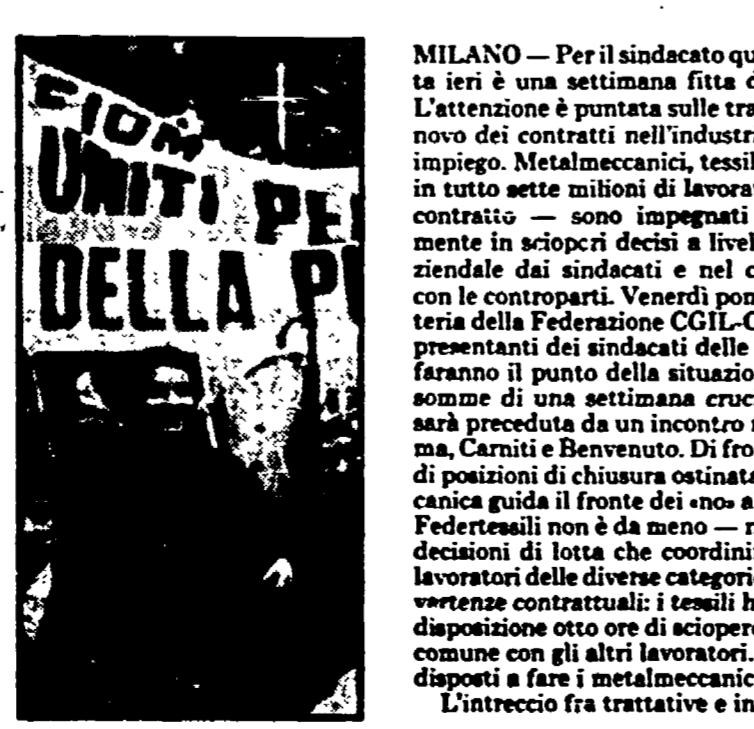 FIOM
UNITI PE
DELLA P
MILANO — Per il sindacato qu
ta ieri è una settimana fitta d
L'attenzione è puntata sulle tra
novo dei contratti nell'industri
impiego. Metalmeccanici, tessil
in tutto sette milioni di lavorat
contratto — sono impegnati
mente in scioperi decisi a livel
ziendale dai sindacati e nel c
con le controparti. Venerdì pom
teria della Federazione CGIL-C
presentanti dei sindacati delle
faranno il punto della situazio
somme di una settimana cruc
sarà preceduta da un incontro
ma, Carniti e Benvenuto. Di fro
di posizioni di chiusura ostinata
canica guida il fronte dei «no» a
Federtessili non è da meno — n
decisioni di lotta che coordini
lavoratori delle diverse categori
vertenze contrattuali: i tessili h
disposizione otto ore di sciopero
comune con gli altri lavoratori.
disposti a fare i metalmeccanic
L'intreccio fra trattative e in